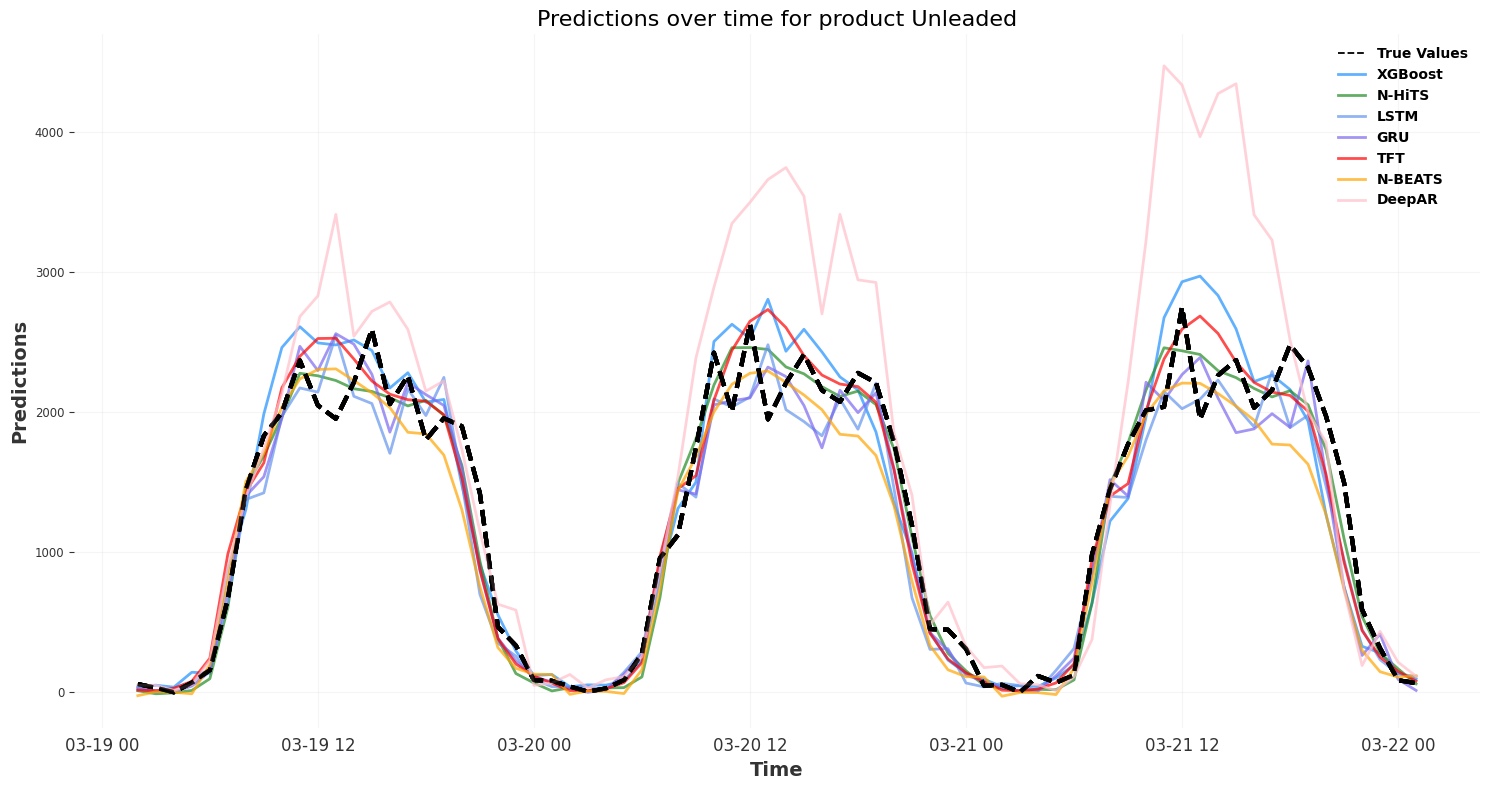 Predictions over time for product Unleaded
True Values
XGBoost
N-HiTS
LSTM
GRU
TFT
N-BEATS
DeepAR
Predictions
4000
3000
2000
1000
0
03-19 00
03-19 12
03-20 00
03-20 12
03-21 00
03-21 12
03-22 00
Time